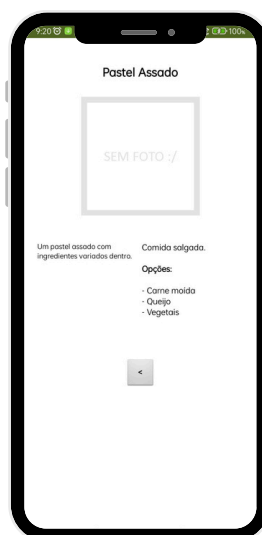 9:20
100%
Pastel Assado
SEM FOTO :/
Um pastel assado com
ingredientes variados dentro.
Comida salgada.
Opções:
- Carne moída
- Queijo
- Vegetais
<